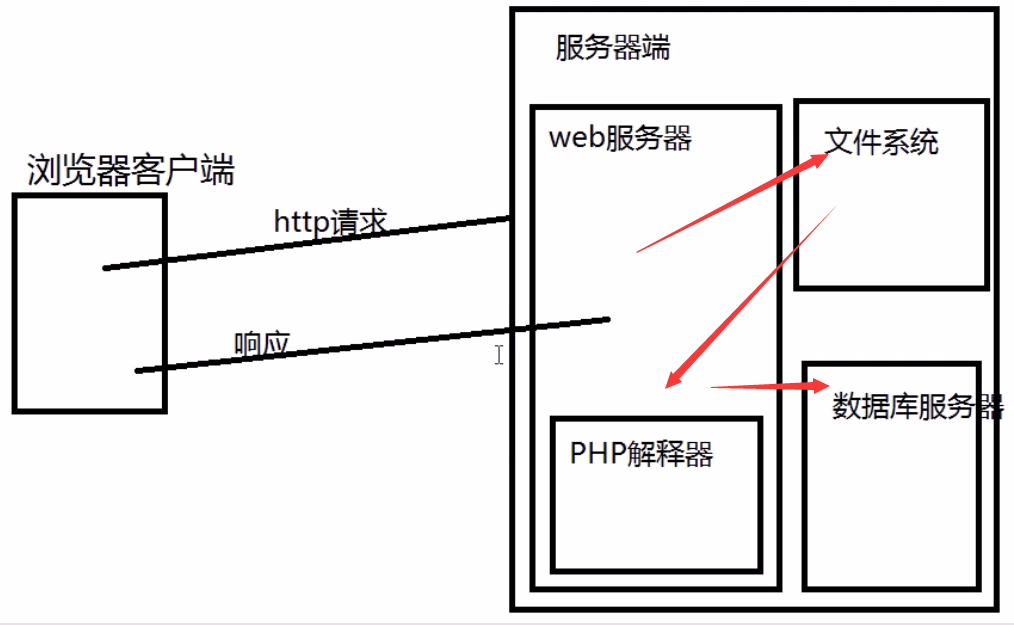 服务器端
web服务器
文件系统
浏览器客户端
http请求
响应
数据库服务器
PHP解释器